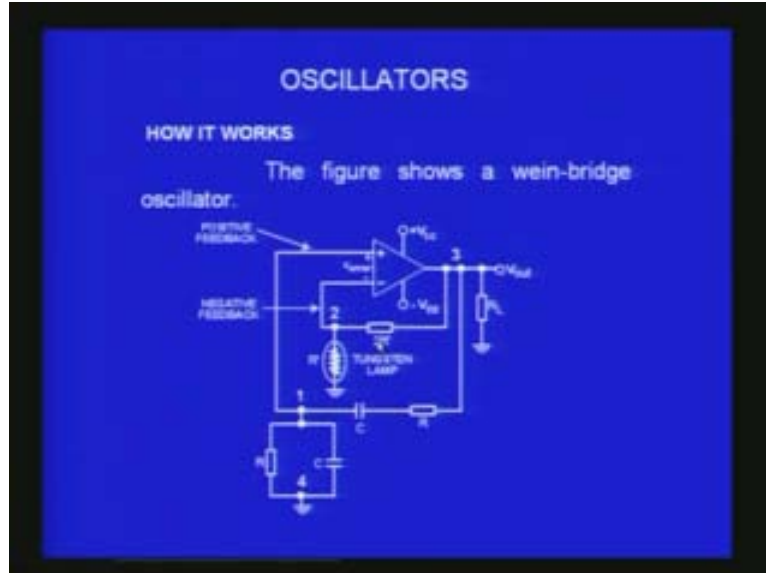 OSCILLATORS
HOW IT WORKS
The figure shows a wein-bridge
oscillator.
POSITIVE
FEEDBACK
+Vcc
+
3
Vout
NEGATIVE
FEEDBACK
2
RL
R'
TUNGSTEN
LAMP
1
C
R
R
C
4